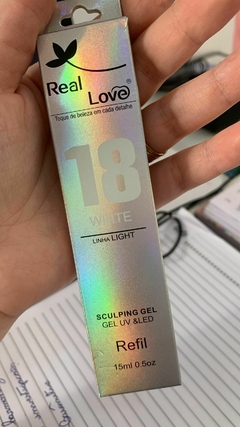 Real
Love®
Toque de beleza em cada detalhe
18
WHITE
LINHA LIGHT
SCULPING GEL
GEL UV &LED
Refil
15ml 0.5oz